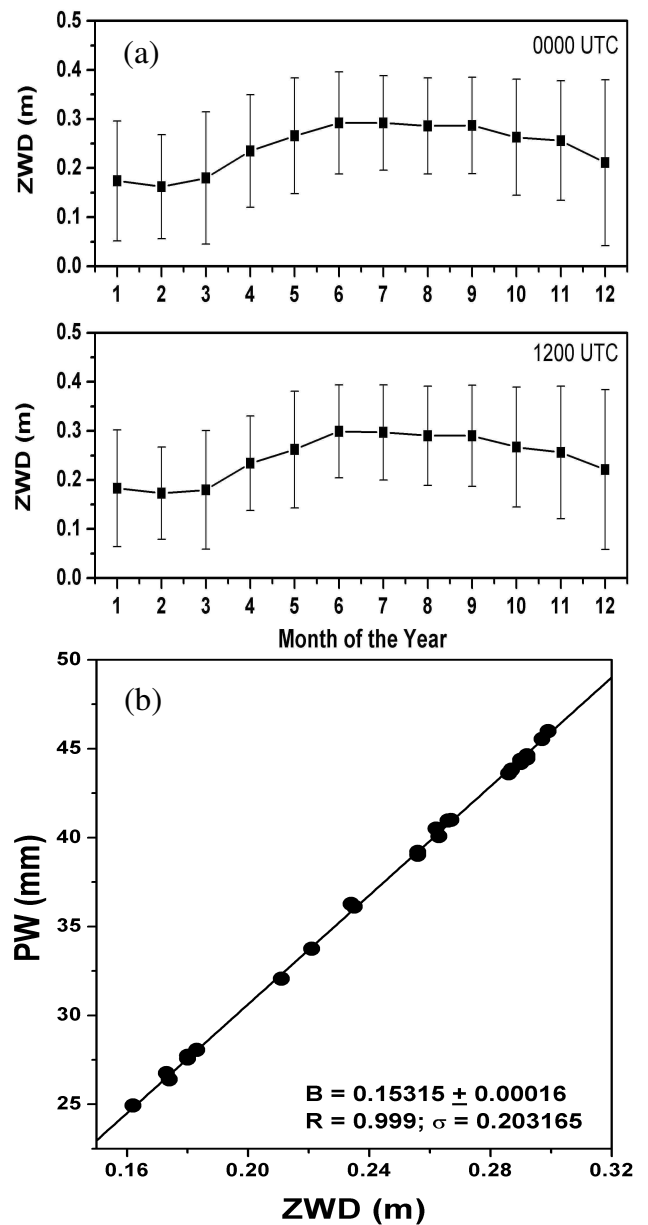 (a)
0000 UTC
ZWD (m)
0.5
0.4
0.3
0.2
0.1
0.0
1 2 3 4 5 6 7 8 9 10 11 12
1200 UTC
ZWD (m)
0.5
0.4
0.3
0.2
0.1
0.0
1 2 3 4 5 6 7 8 9 10 11 12
Month of the Year
(b)
PW (mm)
50
45
40
35
30
25
B = 0.15315 ± 0.00016
R = 0.999; σ = 0.203165
0.16 0.20 0.24 0.28 0.32
ZWD (m)